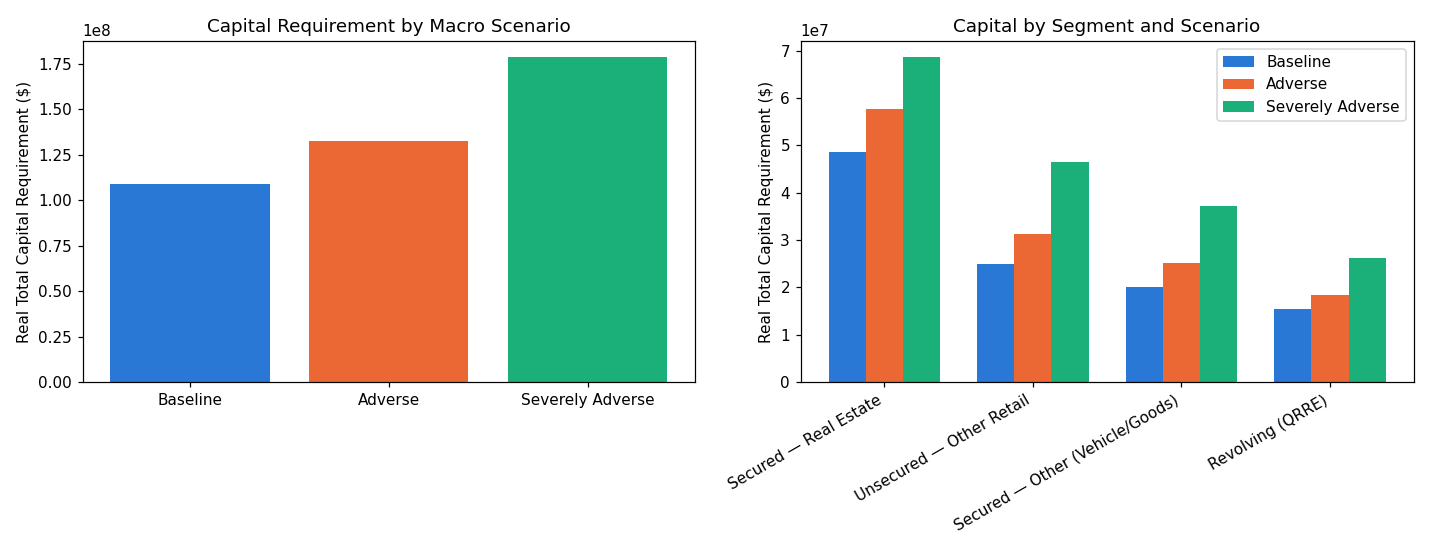 Capital Requirement by Macro Scenario
1e8
Real Total Capital Requirement ($)
1.75
1.50
1.25
1.00
0.75
0.50
0.25
0.00
Baseline
Adverse
Severely Adverse
Capital by Segment and Scenario
1e7
Real Total Capital Requirement ($)
7
6
5
4
3
2
1
0
Baseline
Adverse
Severely Adverse
Secured — Real Estate
Unsecured — Other Retail
Secured — Other (Vehicle/Goods)
Revolving (QRRE)